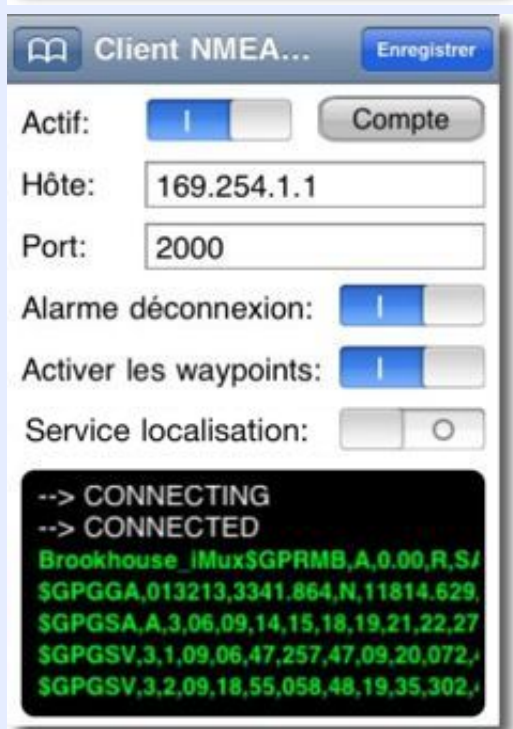 Client NMEA... Enregistrer
Actif: Compte
Hôte: 169.254.1.1
Port: 2000
Alarme déconnexion:
Activer les waypoints:
Service localisation:
--> CONNECTING
--> CONNECTED
Brookhouse_iMux$GPRMB,A,0.00,R,SA
$GPGGA,013213,3341.864,N,11814.629,
$GPGSA,A,3,06,09,14,15,18,19,21,22,27
$GPGSV,3,1,09,06,47,257,47,09,20,072,
$GPGSV,3,2,09,18,55,058,48,19,35,302,